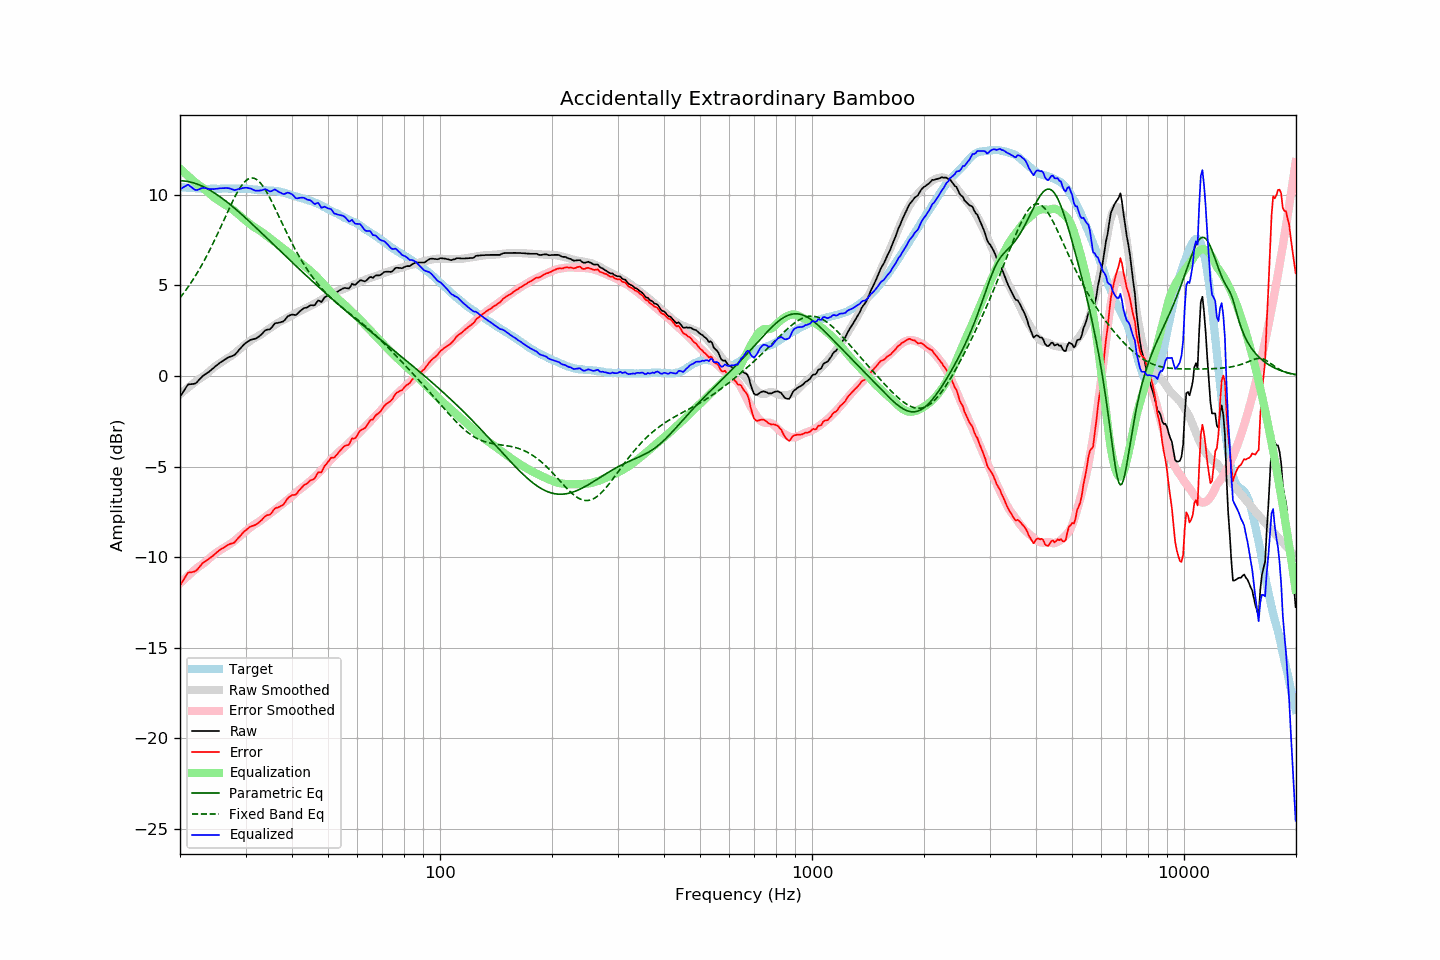 Accidentally Extraordinary Bamboo
10
5
0
−5
−10
−15
−20
−25
Amplitude (dBr)
Target
Raw Smoothed
Error Smoothed
Raw
Error
Equalization
Parametric Eq
Fixed Band Eq
Equalized
100
1000
10000
Frequency (Hz)